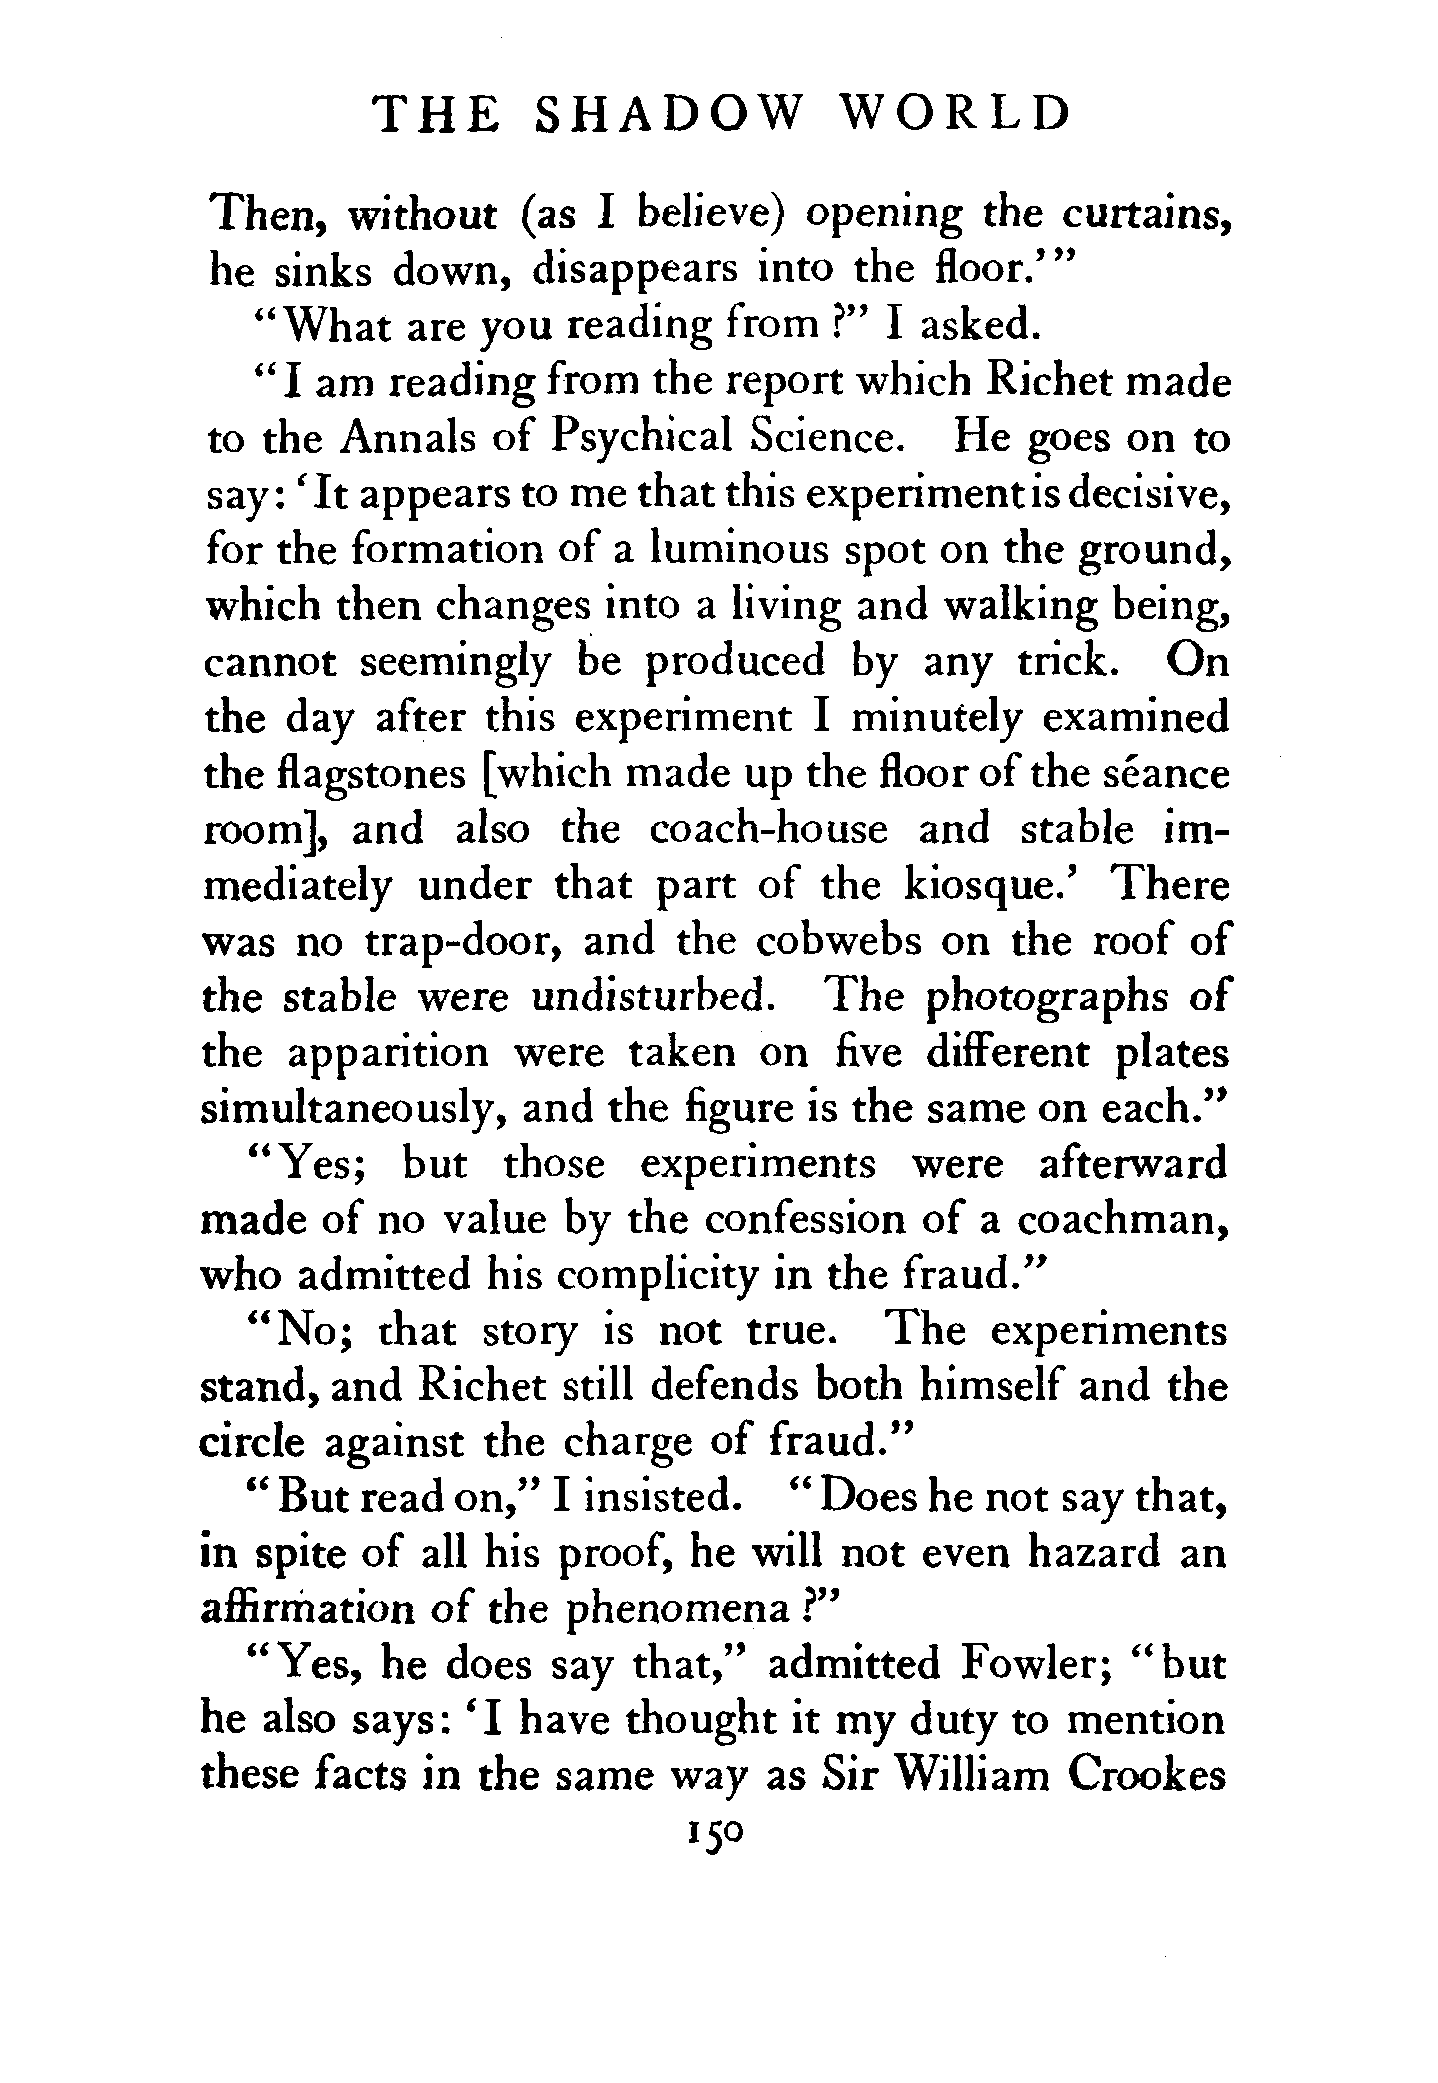 THE SHADOW WORLD
Then, without (as I believe) opening the curtains,
he sinks down, disappears into the floor.'"
"What are you reading from?" I asked.
"I am reading from the report which Richet made
to the Annals of Psychical Science. He goes on to
say: 'It appears to me that this experiment is decisive,
for the formation of a luminous spot on the ground,
which then changes into a living and walking being,
cannot seemingly be produced by any trick. On
the day after this experiment I minutely examined
the flagstones [which made up the floor of the séance
room], and also the coach-house and stable im-
mediately under that part of the kiosque.' There
was no trap-door, and the cobwebs on the roof of
the stable were undisturbed. The photographs of
the apparition were taken on five different plates
simultaneously, and the figure is the same on each."
"Yes; but those experiments were afterward
made of no value by the confession of a coachman,
who admitted his complicity in the fraud."
"No; that story is not true. The experiments
stand, and Richet still defends both himself and the
circle against the charge of fraud."
"But read on," I insisted. "Does he not say that,
in spite of all his proof, he will not even hazard an
affirmation of the phenomena?"
"Yes, he does say that," admitted Fowler; "but
he also says: 'I have thought it my duty to mention
these facts in the same way as Sir William Crookes
150